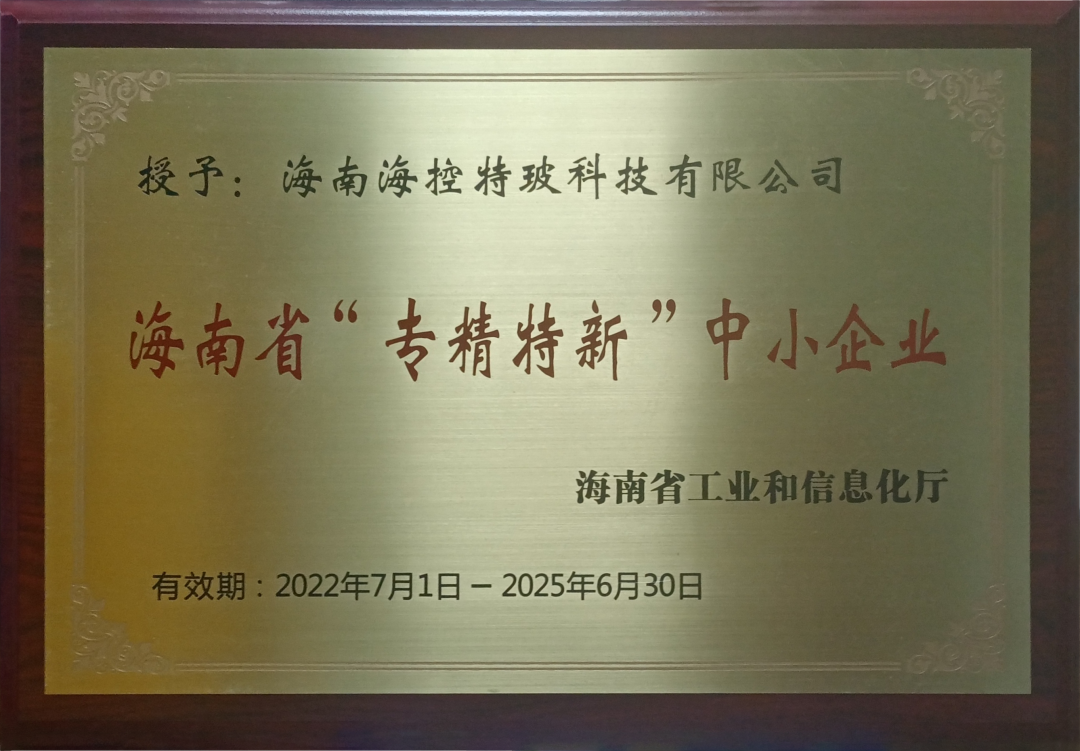 授予：海南海控特玻科技有限公司
海南省“专精特新”中小企业
海南省工业和信息化厅
有效期：2022年7月1日－2025年6月30日